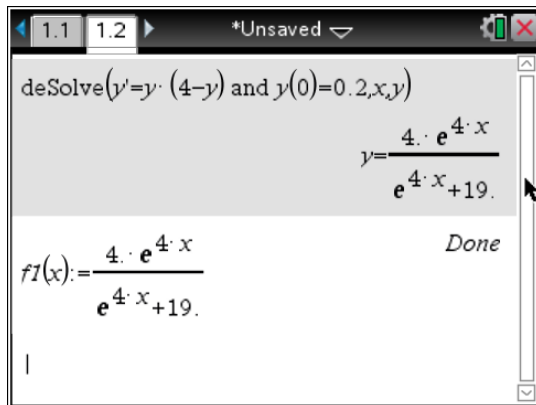 1.1 1.2 *Unsaved
deSolve(y'=y·(4−y) and y(0)=0.2,x,y)
y=(4.·e^(4·x))/(e^(4·x)+19.)
f1(x):=(4.·e^(4·x))/(e^(4·x)+19.) Done